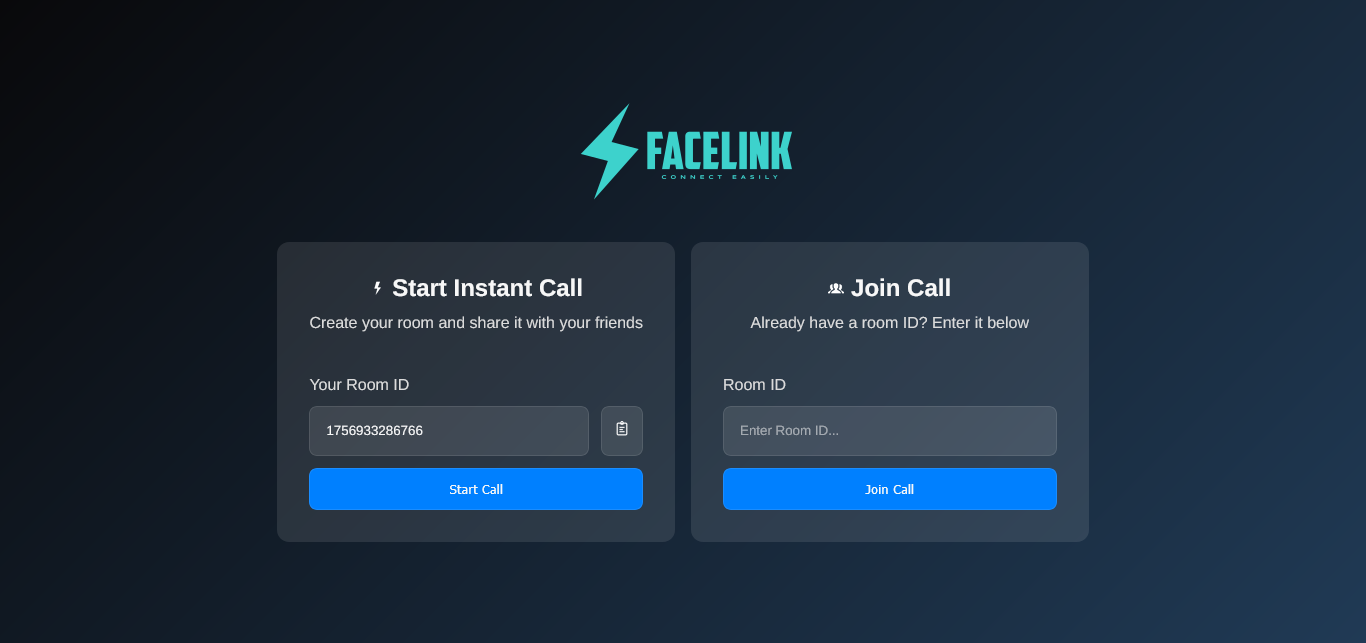 FACELINK
CONNECT EASILY
Start Instant Call
Create your room and share it with your friends
Your Room ID
1756933286766
Start Call
Join Call
Already have a room ID? Enter it below
Room ID
Enter Room ID...
Join Call